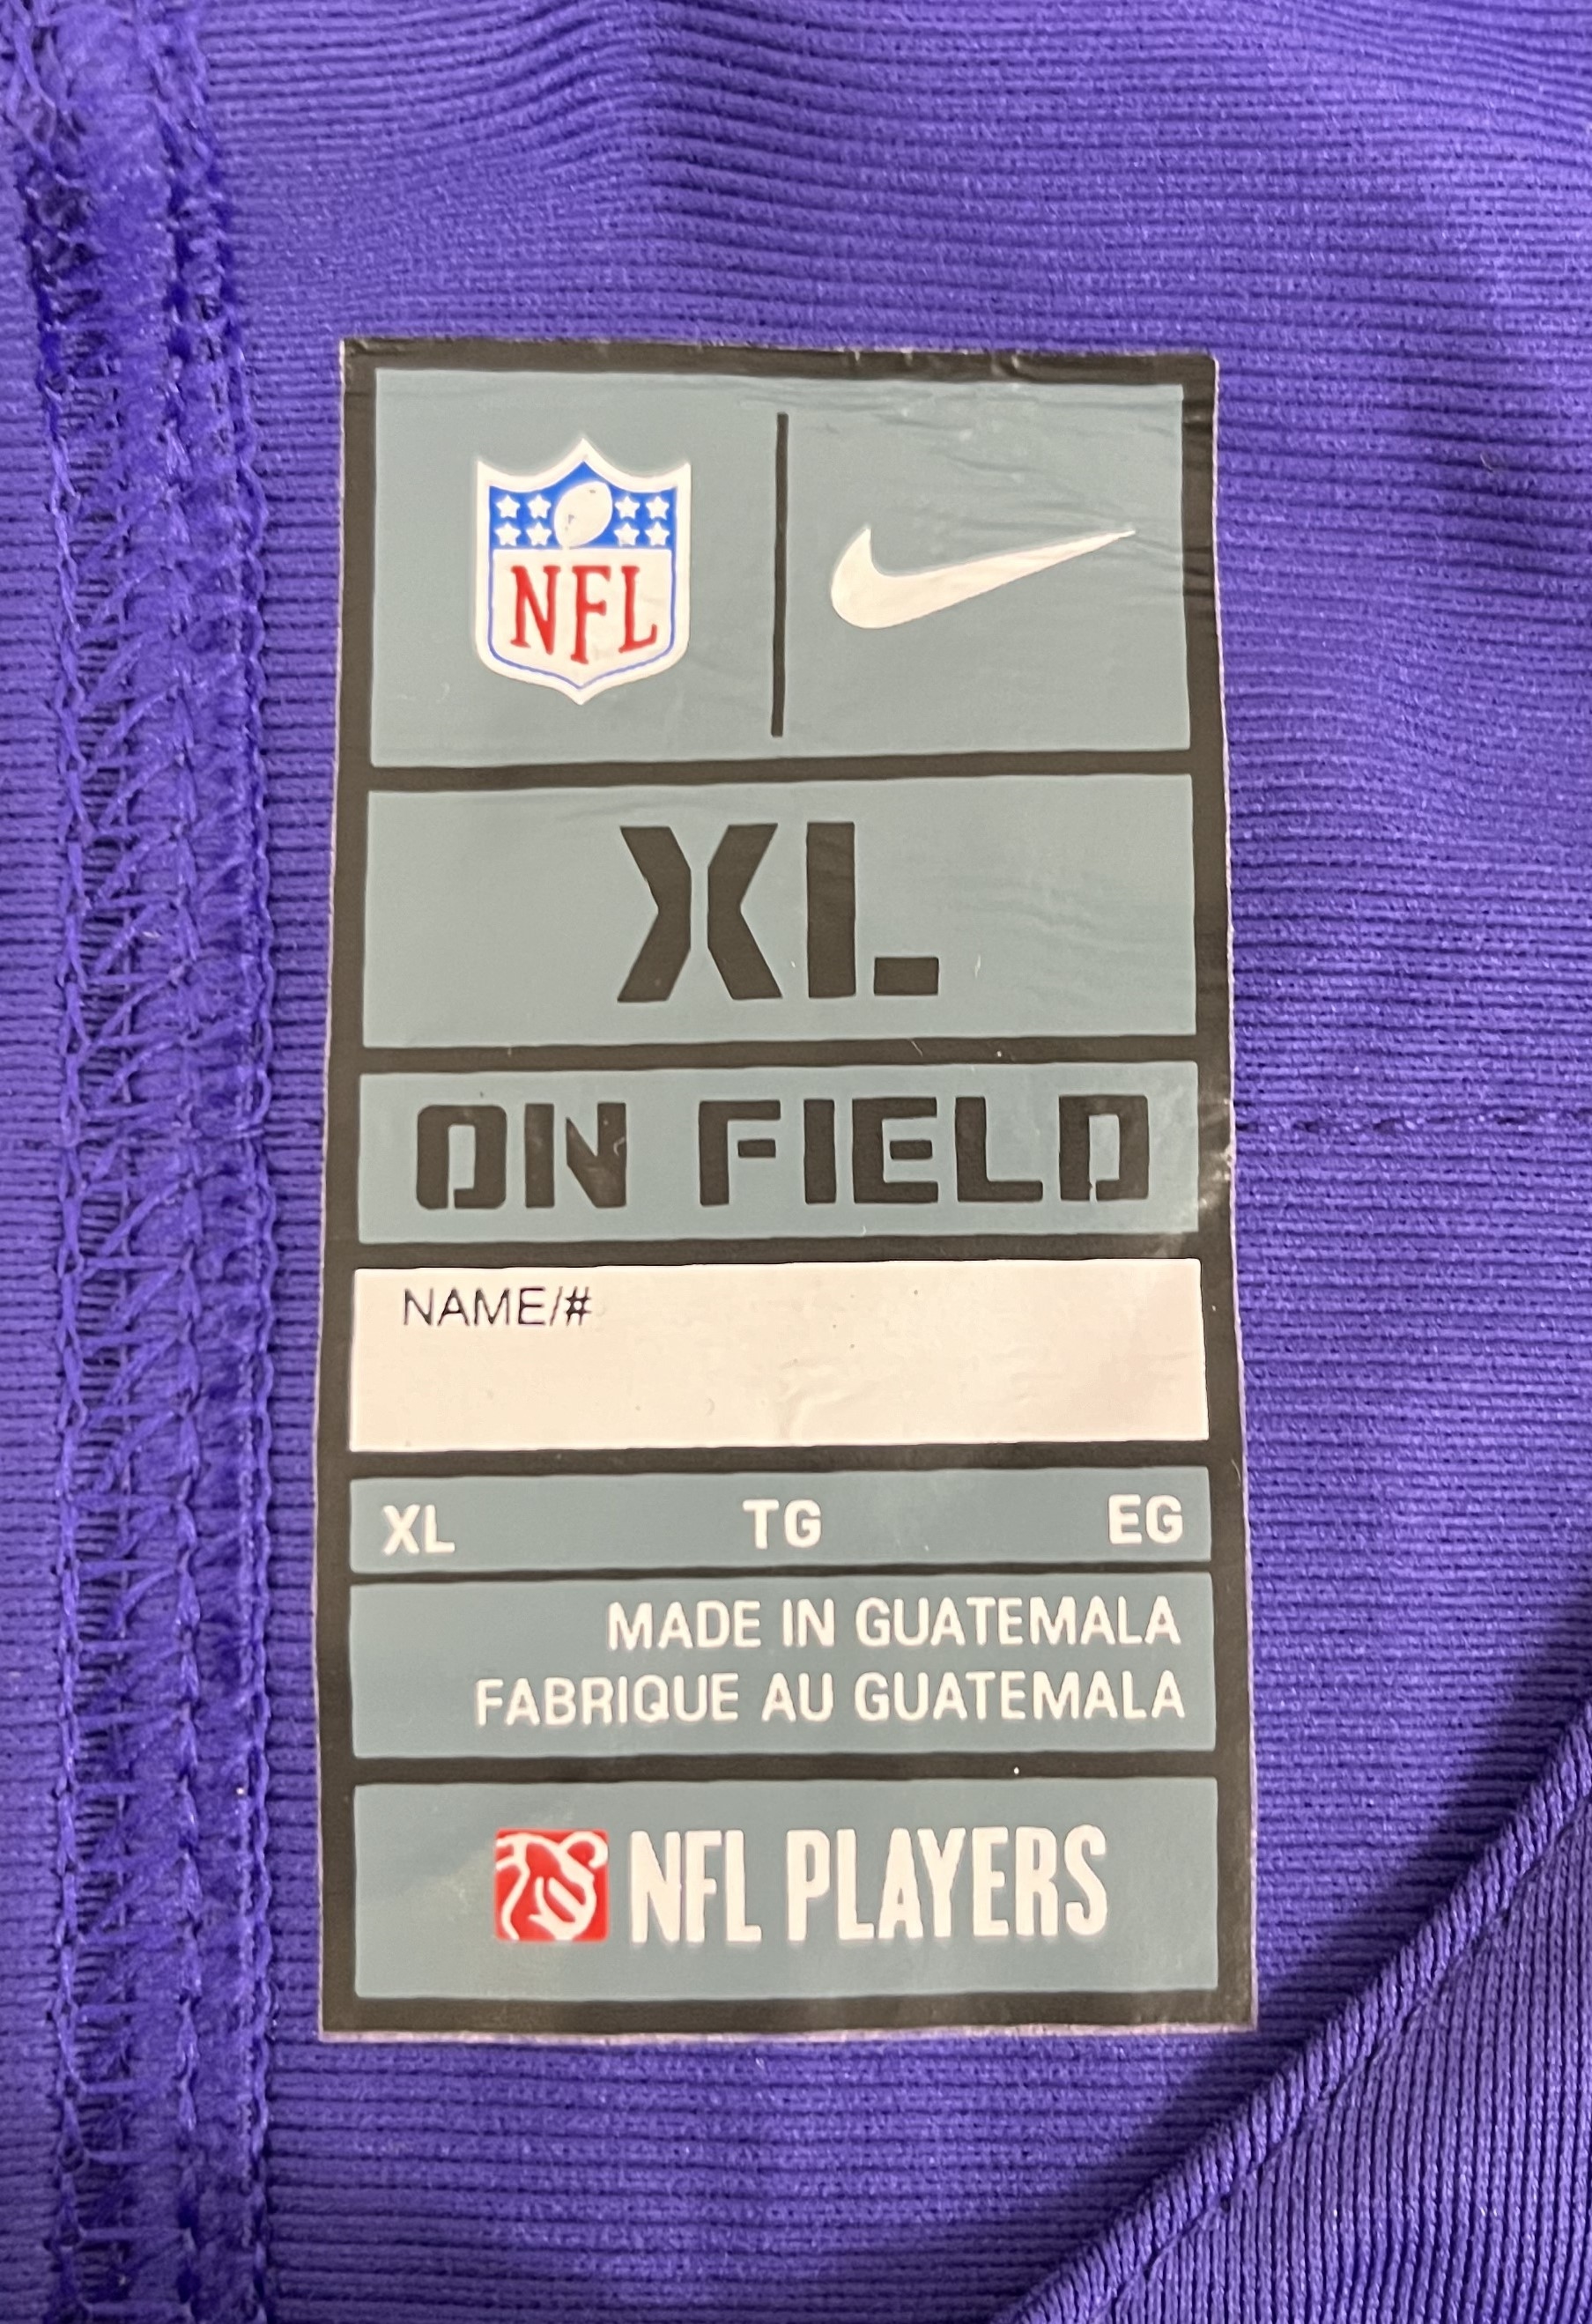 NFL
XL
ON FIELD
NAME/#
XL TG EG
MADE IN GUATEMALA
FABRIQUE AU GUATEMALA
NFL PLAYERS